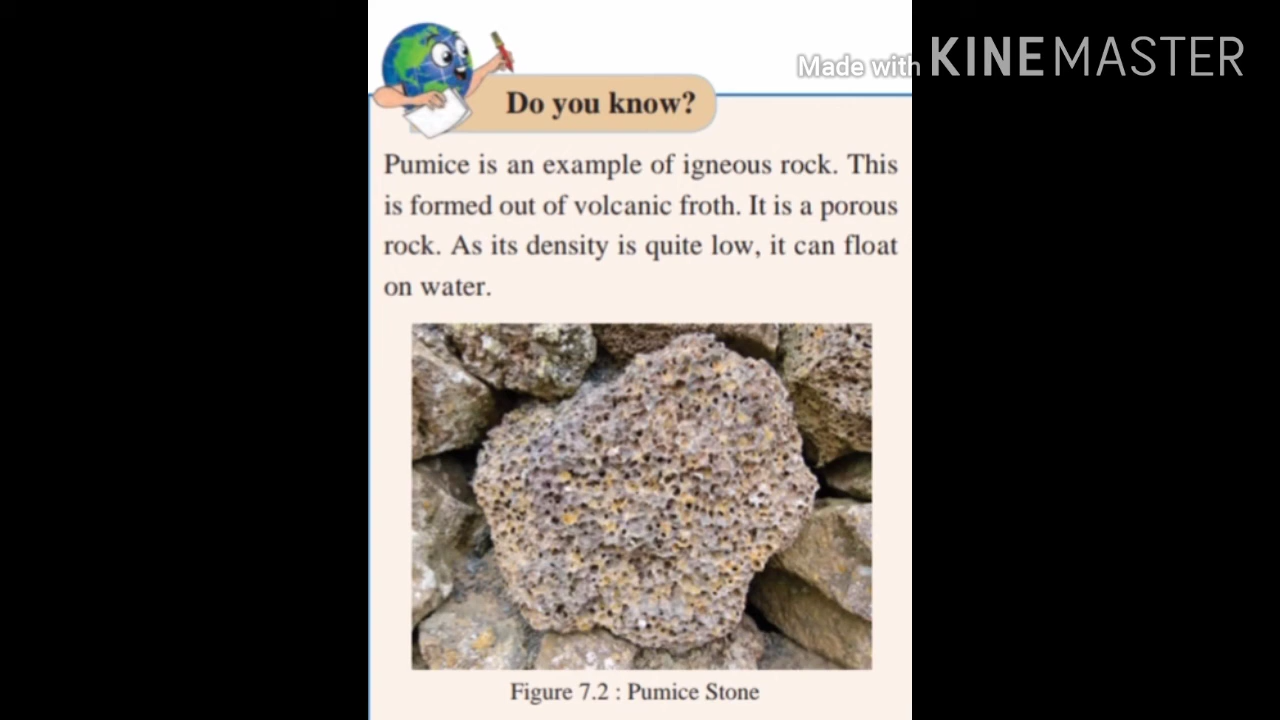 Made with KINEMASTER
Do you know?
Pumice is an example of igneous rock. This
is formed out of volcanic froth. It is a porous
rock. As its density is quite low, it can float
on water.
Figure 7.2 : Pumice Stone